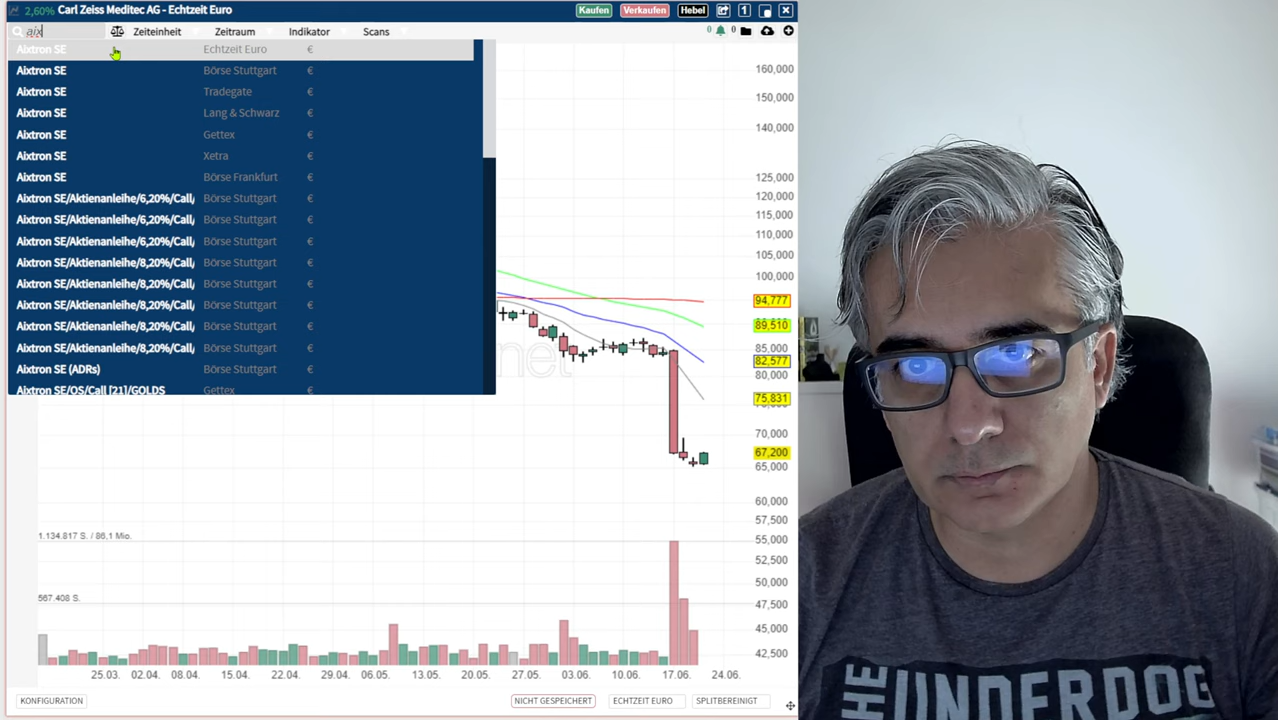 2,60% Carl Zeiss Meditec AG - Echtzeit Euro Kaufen Verkaufen Hebel 1
aix Zeiteinheit Zeitraum Indikator Scans 0 0
Aixtron SE Echtzeit Euro €
Aixtron SE Börse Stuttgart €
Aixtron SE Tradegate €
Aixtron SE Lang & Schwarz €
Aixtron SE Gettex €
Aixtron SE Xetra €
Aixtron SE Börse Frankfurt €
Aixtron SE/Aktienanleihe/6,20%/Call/ Börse Stuttgart €
Aixtron SE/Aktienanleihe/6,20%/Call/ Börse Stuttgart €
Aixtron SE/Aktienanleihe/6,20%/Call/ Börse Stuttgart €
Aixtron SE/Aktienanleihe/8,20%/Call/ Börse Stuttgart €
Aixtron SE/Aktienanleihe/8,20%/Call/ Börse Stuttgart €
Aixtron SE/Aktienanleihe/8,20%/Call/ Börse Stuttgart €
Aixtron SE/Aktienanleihe/8,20%/Call/ Börse Stuttgart €
Aixtron SE/Aktienanleihe/8,20%/Call/ Börse Stuttgart €
Aixtron SE (ADRs) Börse Stuttgart €
Aixtron SE/OS/Call [21]/GOLDS Gettex €
160,000
150,000
140,000
125,000
120,000
115,000
110,000
105,000
100,000
94,777
89,510
85,000
82,577
80,000
75,831
70,000
67,200
65,000
60,000
57,500
55,000
52,500
50,000
47,500
45,000
42,500
net
1.134.817 S. / 86,1 Mio.
567.408 S.
25.03. 02.04. 08.04. 15.04. 22.04. 29.04. 06.05. 13.05. 20.05. 27.05. 03.06. 10.06. 17.06. 24.06.
KONFIGURATION NICHT GESPEICHERT ECHTZEIT EURO SPLITBEREINIGT
HE UNDERDOG